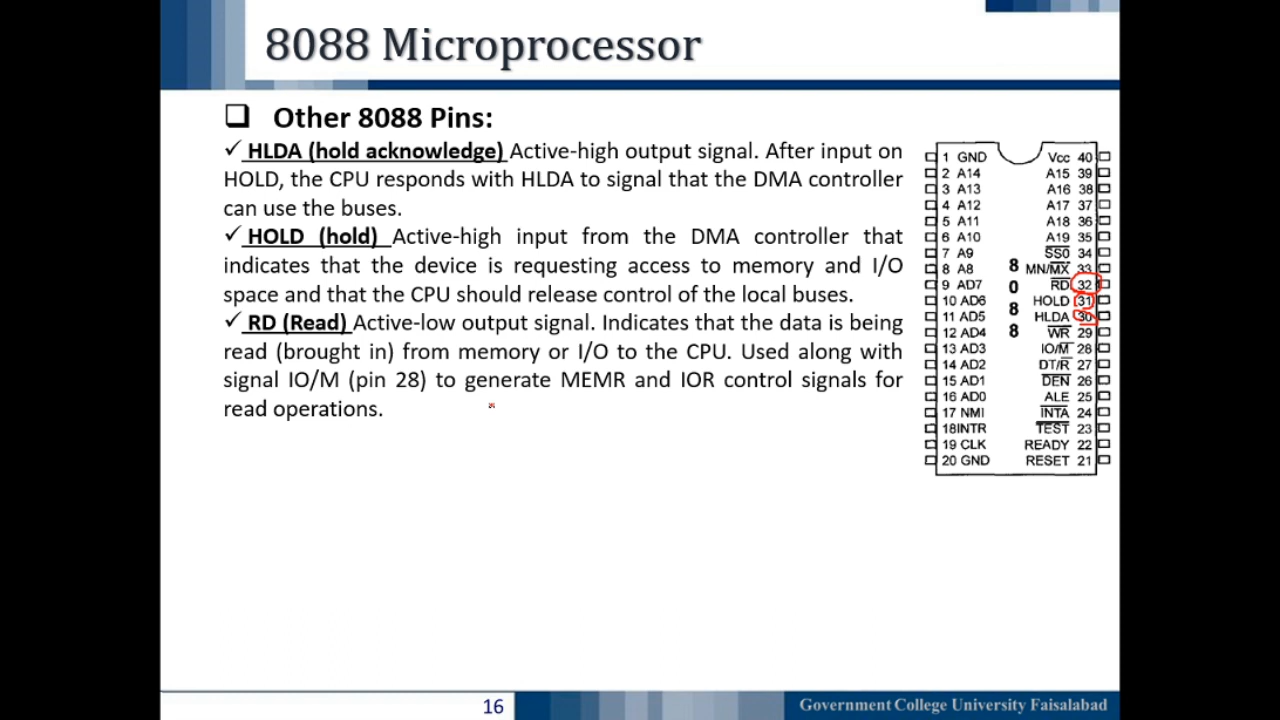 8088 Microprocessor
Other 8088 Pins:
✓ HLDA (hold acknowledge) Active-high output signal. After input on
HOLD, the CPU responds with HLDA to signal that the DMA controller
can use the buses.
✓ HOLD (hold) Active-high input from the DMA controller that
indicates that the device is requesting access to memory and I/O
space and that the CPU should release control of the local buses.
✓ RD (Read) Active-low output signal. Indicates that the data is being
read (brought in) from memory or I/O to the CPU. Used along with
signal IO/M (pin 28) to generate MEMR and IOR control signals for
read operations.
1 GND Vcc 40
2 A14 A15 39
3 A13 A16 38
4 A12 A17 37
5 A11 A18 36
6 A10 A19 35
7 A9 S̅S̅0̅ 34
8 A8 MN/M̅X̅ 33
9 AD7 R̅D̅ 32
10 AD6 HOLD 31
11 AD5 HLDA 30
12 AD4 W̅R̅ 29
13 AD3 IO/M̅ 28
14 AD2 DT/R̅ 27
15 AD1 D̅E̅N̅ 26
16 AD0 ALE 25
17 NMI I̅N̅T̅A̅ 24
18INTR T̅E̅S̅T̅ 23
19 CLK READY 22
20 GND RESET 21
8
0
8
8
16
Government College University Faisalabad